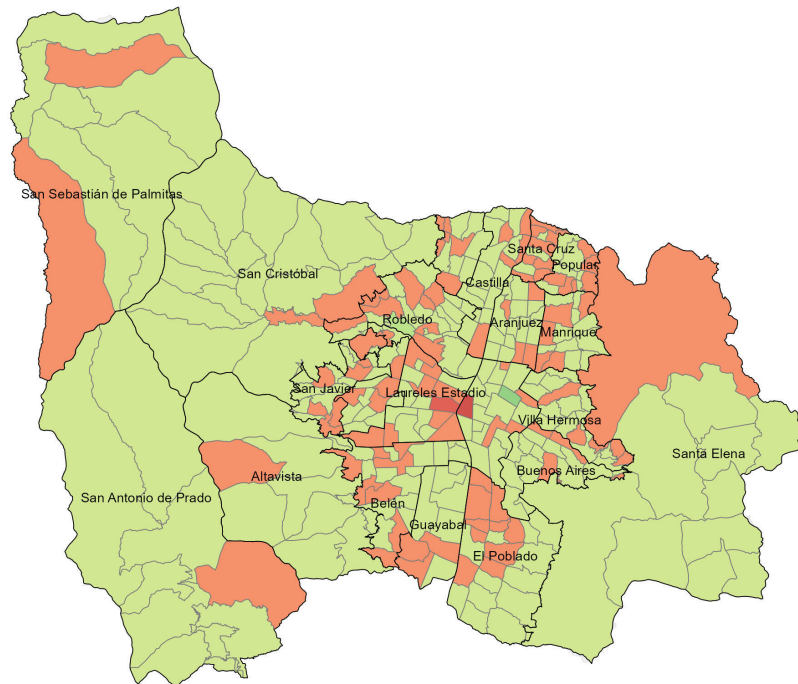 San Sebastián de Palmitas
San Cristóbal
Santa Cruz
Popular
Castilla
Robledo
Aranjuez
Manrique
San Javier
Laureles Estadio
Villa Hermosa
Santa Elena
Buenos Aires
Altavista
San Antonio de Prado
Belén
Guayabal
El Poblado